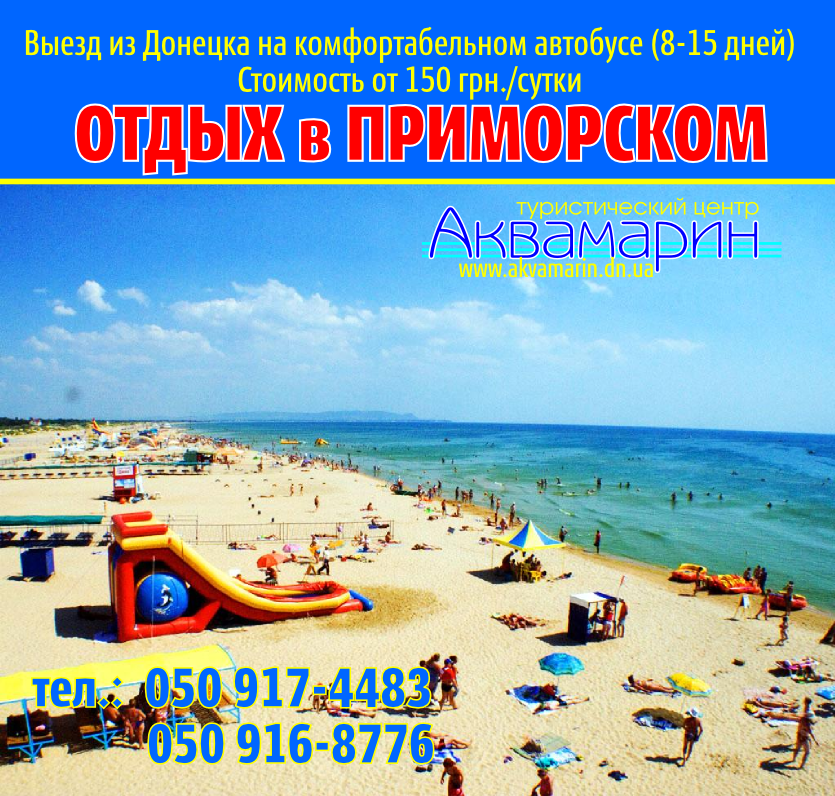 Выезд из Донецка на комфортабельном автобусе (8-15 дней)
Стоимость от 150 грн./сутки
ОТДЫХ в ПРИМОРСКОМ
туристический центр
Аквамарин
www.akvamarin.dn.ua
тел.: 050 917-4483
050 916-8776